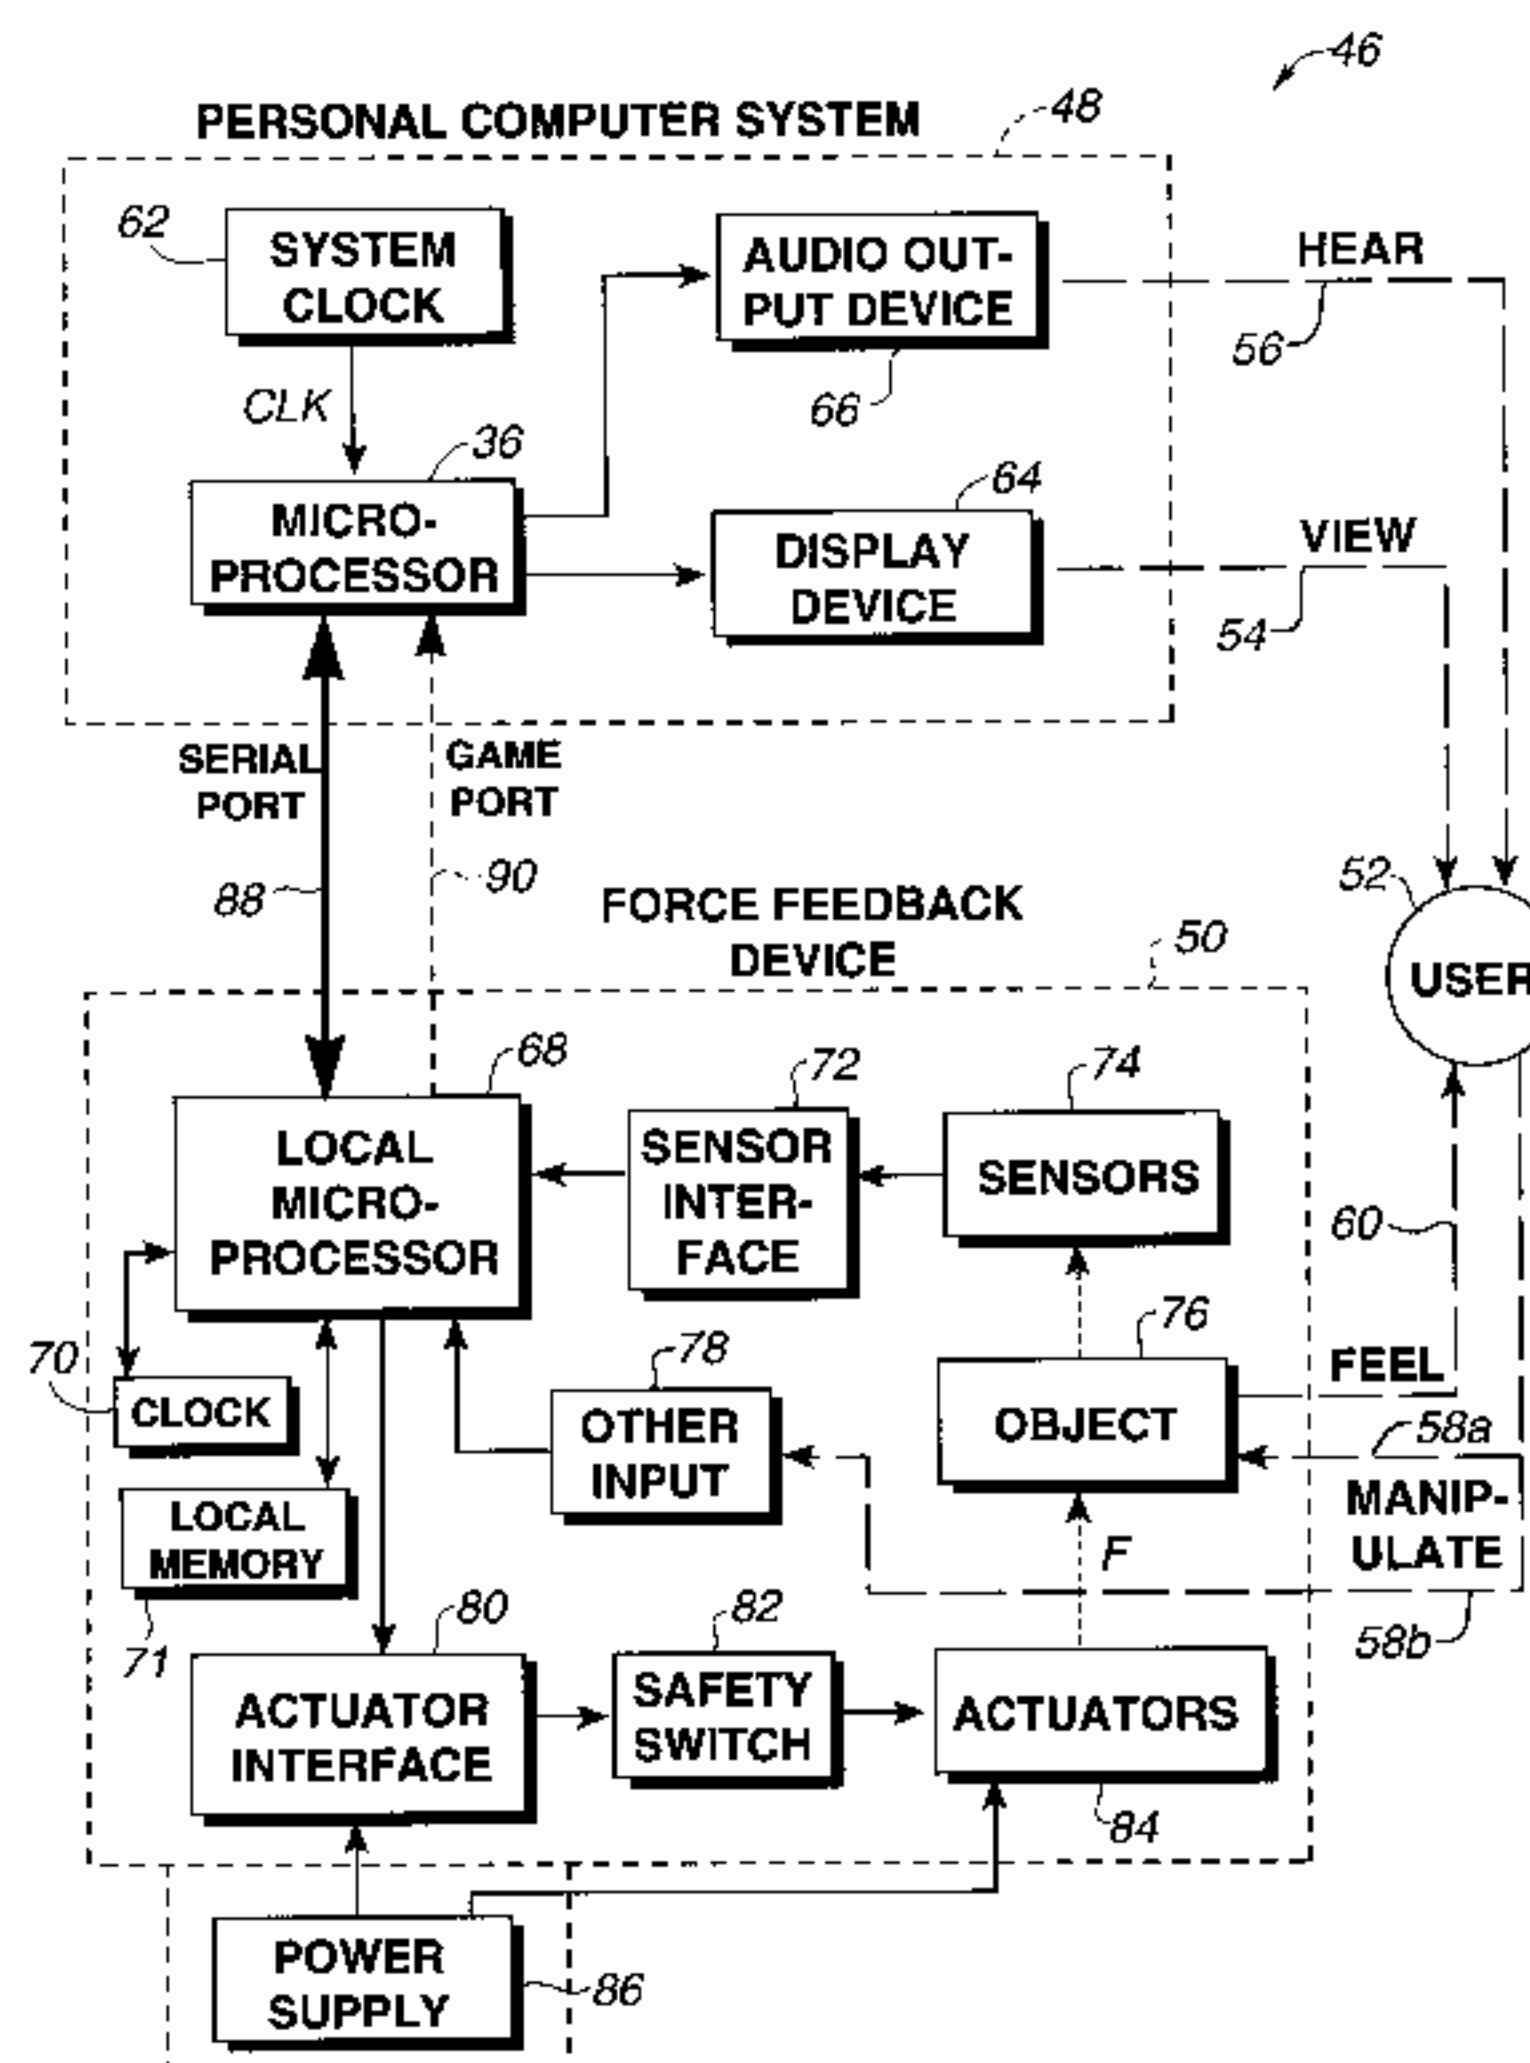 46
PERSONAL COMPUTER SYSTEM
48
62
SYSTEM
CLOCK
AUDIO OUT-
PUT DEVICE
HEAR
56
66
CLK
36
MICRO-
PROCESSOR
64
DISPLAY
DEVICE
VIEW
54
SERIAL
PORT
GAME
PORT
88
90
FORCE FEEDBACK
DEVICE
50
52
USER
68
LOCAL
MICRO-
PROCESSOR
72
SENSOR
INTER-
FACE
74
SENSORS
60
70
CLOCK
78
OTHER
INPUT
76
OBJECT
FEEL
58a
MANIP-
ULATE
58b
LOCAL
MEMORY
71
F
80
ACTUATOR
INTERFACE
82
SAFETY
SWITCH
ACTUATORS
84
POWER
SUPPLY
86